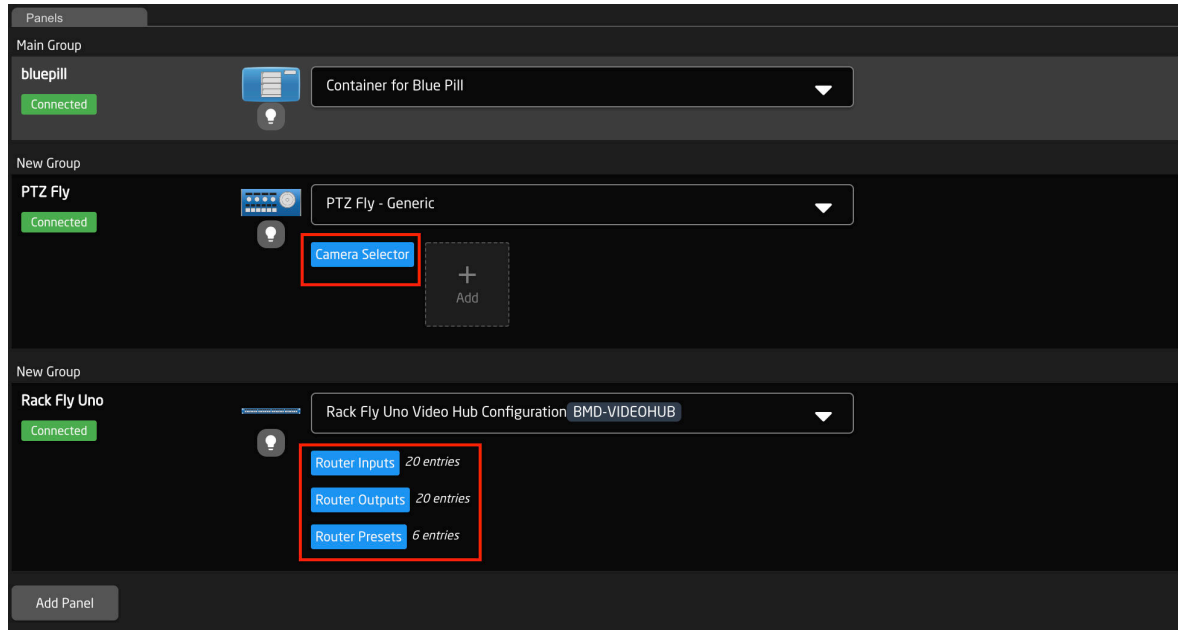 Panels
Main Group
bluepill
Connected
Container for Blue Pill
New Group
PTZ Fly
Connected
PTZ Fly - Generic
Camera Selector
Add
New Group
Rack Fly Uno
Connected
Rack Fly Uno Video Hub Configuration BMD-VIDEOHUB
Router Inputs 20 entries
Router Outputs 20 entries
Router Presets 6 entries
Add Panel